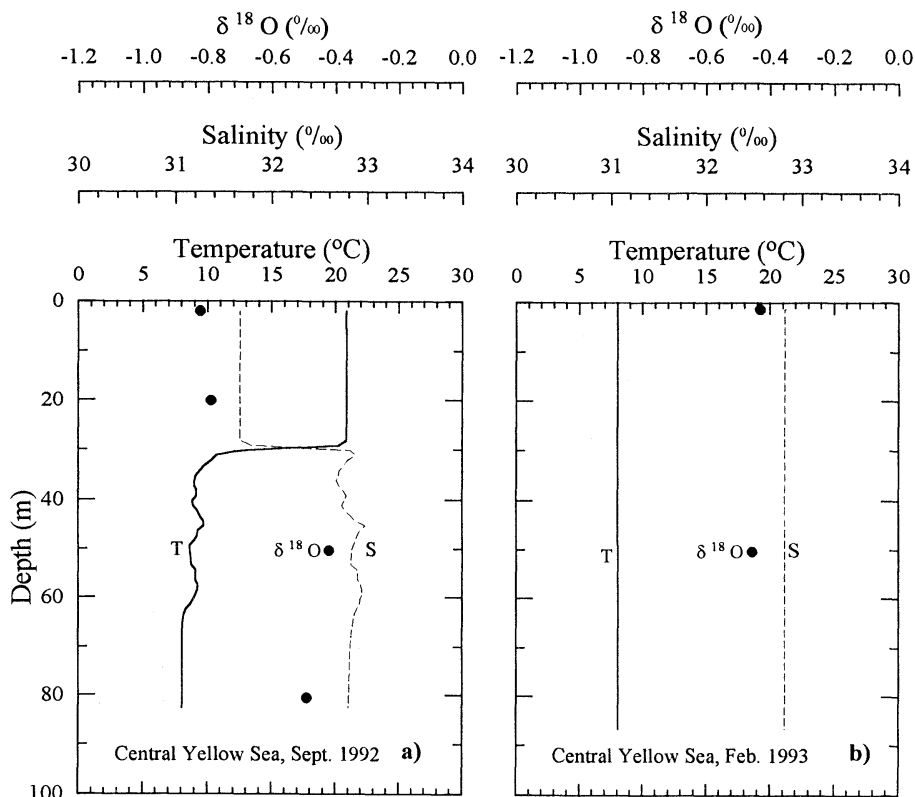 δ ¹⁸ O (‰) δ ¹⁸ O (‰)
-1.2 -1.0 -0.8 -0.6 -0.4 -0.2 0.0 -1.2 -1.0 -0.8 -0.6 -0.4 -0.2 0.0
Salinity (‰) Salinity (‰)
30 31 32 33 34 30 31 32 33 34
Temperature (°C) Temperature (°C)
0 5 10 15 20 25 30 0 5 10 15 20 25 30
0
20
40
Depth (m)
T δ ¹⁸ O S T δ ¹⁸ O S
60
80
Central Yellow Sea, Sept. 1992 a) Central Yellow Sea, Feb. 1993 b)
100